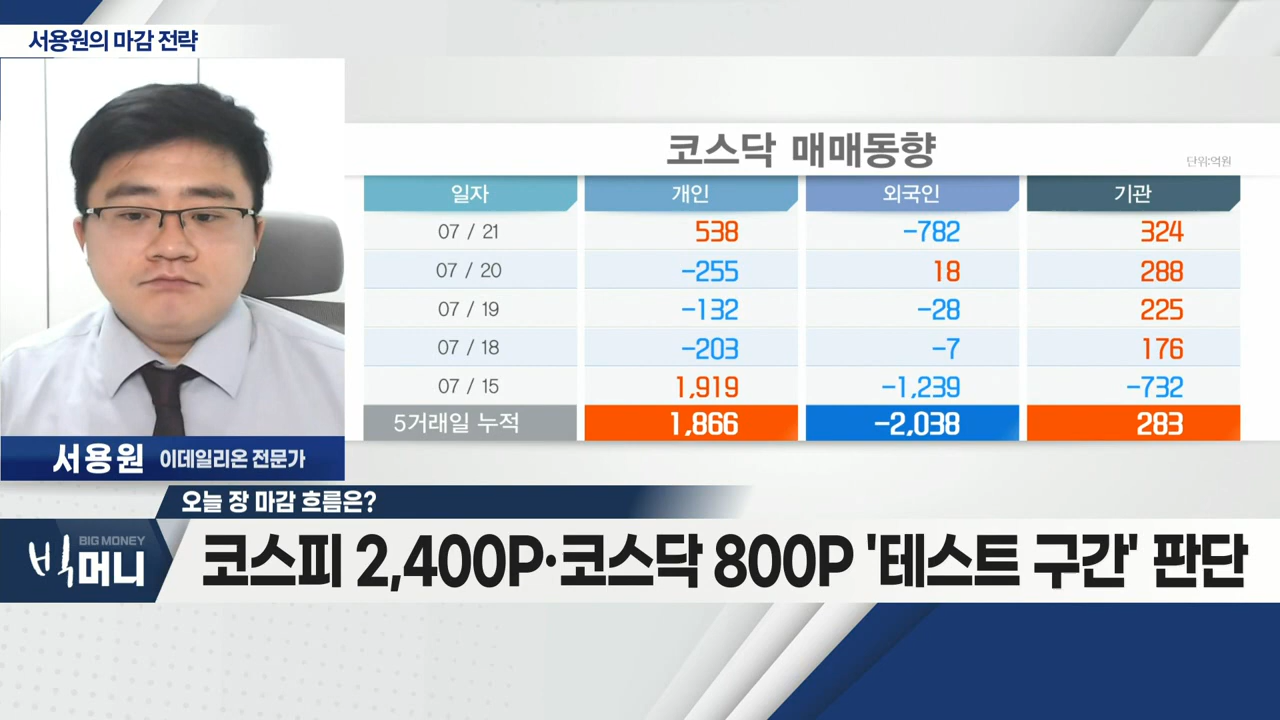 서용원의 마감 전략
코스닥 매매동향
단위:억원
일자 개인 외국인 기관
07 / 21 538 -782 324
07 / 20 -255 18 288
07 / 19 -132 -28 225
07 / 18 -203 -7 176
07 / 15 1,919 -1,239 -732
5거래일 누적 1,866 -2,038 283
서용원 이데일리온 전문가
오늘 장 마감 흐름은?
BIG MONEY
빅머니
코스피 2,400P·코스닥 800P '테스트 구간' 판단